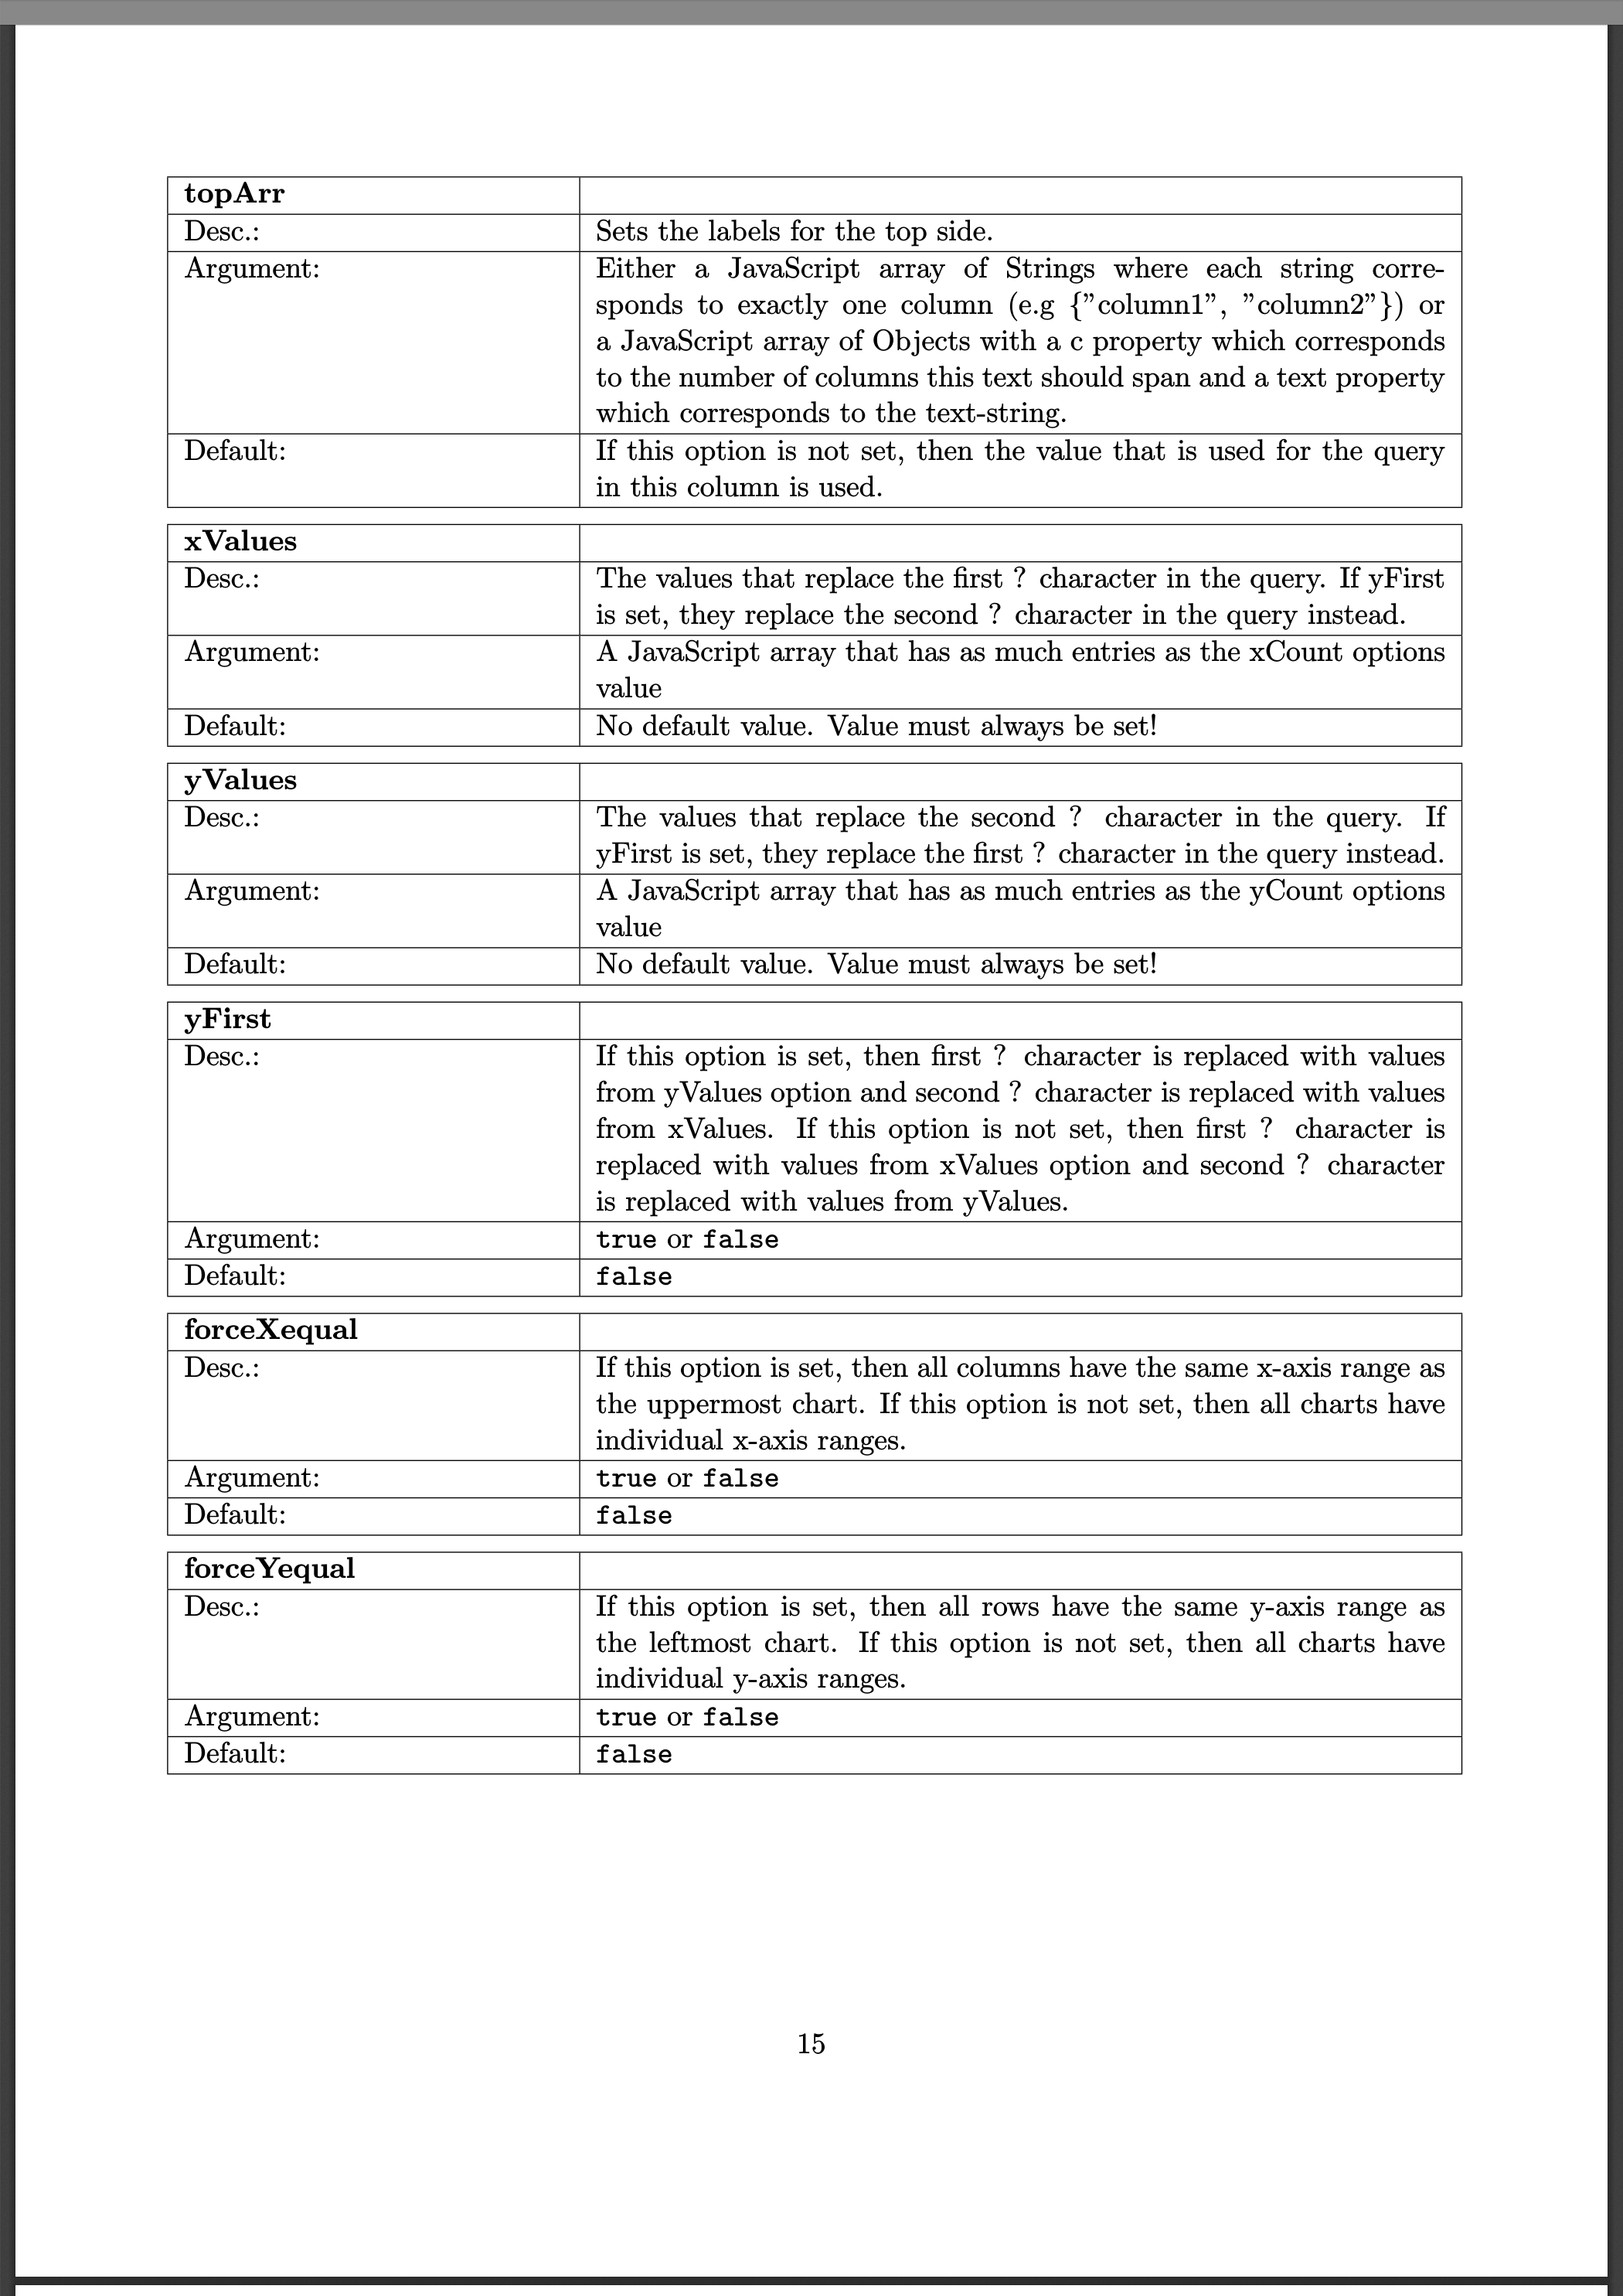 topArr
Desc.: Sets the labels for the top side.
Argument: Either a JavaScript array of Strings where each string corre-
sponds to exactly one column (e.g {”column1”, ”column2”}) or
a JavaScript array of Objects with a c property which corresponds
to the number of columns this text should span and a text property
which corresponds to the text-string.
Default: If this option is not set, then the value that is used for the query
in this column is used.
xValues
Desc.: The values that replace the first ? character in the query. If yFirst
is set, they replace the second ? character in the query instead.
Argument: A JavaScript array that has as much entries as the xCount options
value
Default: No default value. Value must always be set!
yValues
Desc.: The values that replace the second ? character in the query. If
yFirst is set, they replace the first ? character in the query instead.
Argument: A JavaScript array that has as much entries as the yCount options
value
Default: No default value. Value must always be set!
yFirst
Desc.: If this option is set, then first ? character is replaced with values
from yValues option and second ? character is replaced with values
from xValues. If this option is not set, then first ? character is
replaced with values from xValues option and second ? character
is replaced with values from yValues.
Argument: true or false
Default: false
forceXequal
Desc.: If this option is set, then all columns have the same x-axis range as
the uppermost chart. If this option is not set, then all charts have
individual x-axis ranges.
Argument: true or false
Default: false
forceYequal
Desc.: If this option is set, then all rows have the same y-axis range as
the leftmost chart. If this option is not set, then all charts have
individual y-axis ranges.
Argument: true or false
Default: false
15